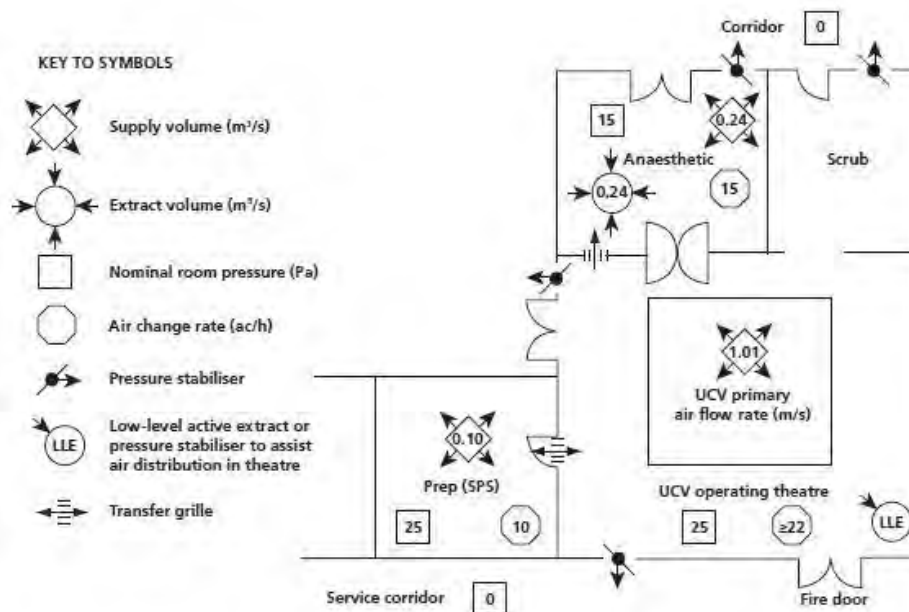 KEY TO SYMBOLS
Supply volume (m³/s)
Extract volume (m³/s)
Nominal room pressure (Pa)
Air change rate (ac/h)
Pressure stabiliser
LLE
Low-level active extract or
pressure stabiliser to assist
air distribution in theatre
Transfer grille
Corridor 0
15
0.24
Anaesthetic
0.24
15
Scrub
1.01
UCV primary
air flow rate (m/s)
0.10
Prep (SPS)
25
10
UCV operating theatre
25
≥22
LLE
Service corridor 0
Fire door